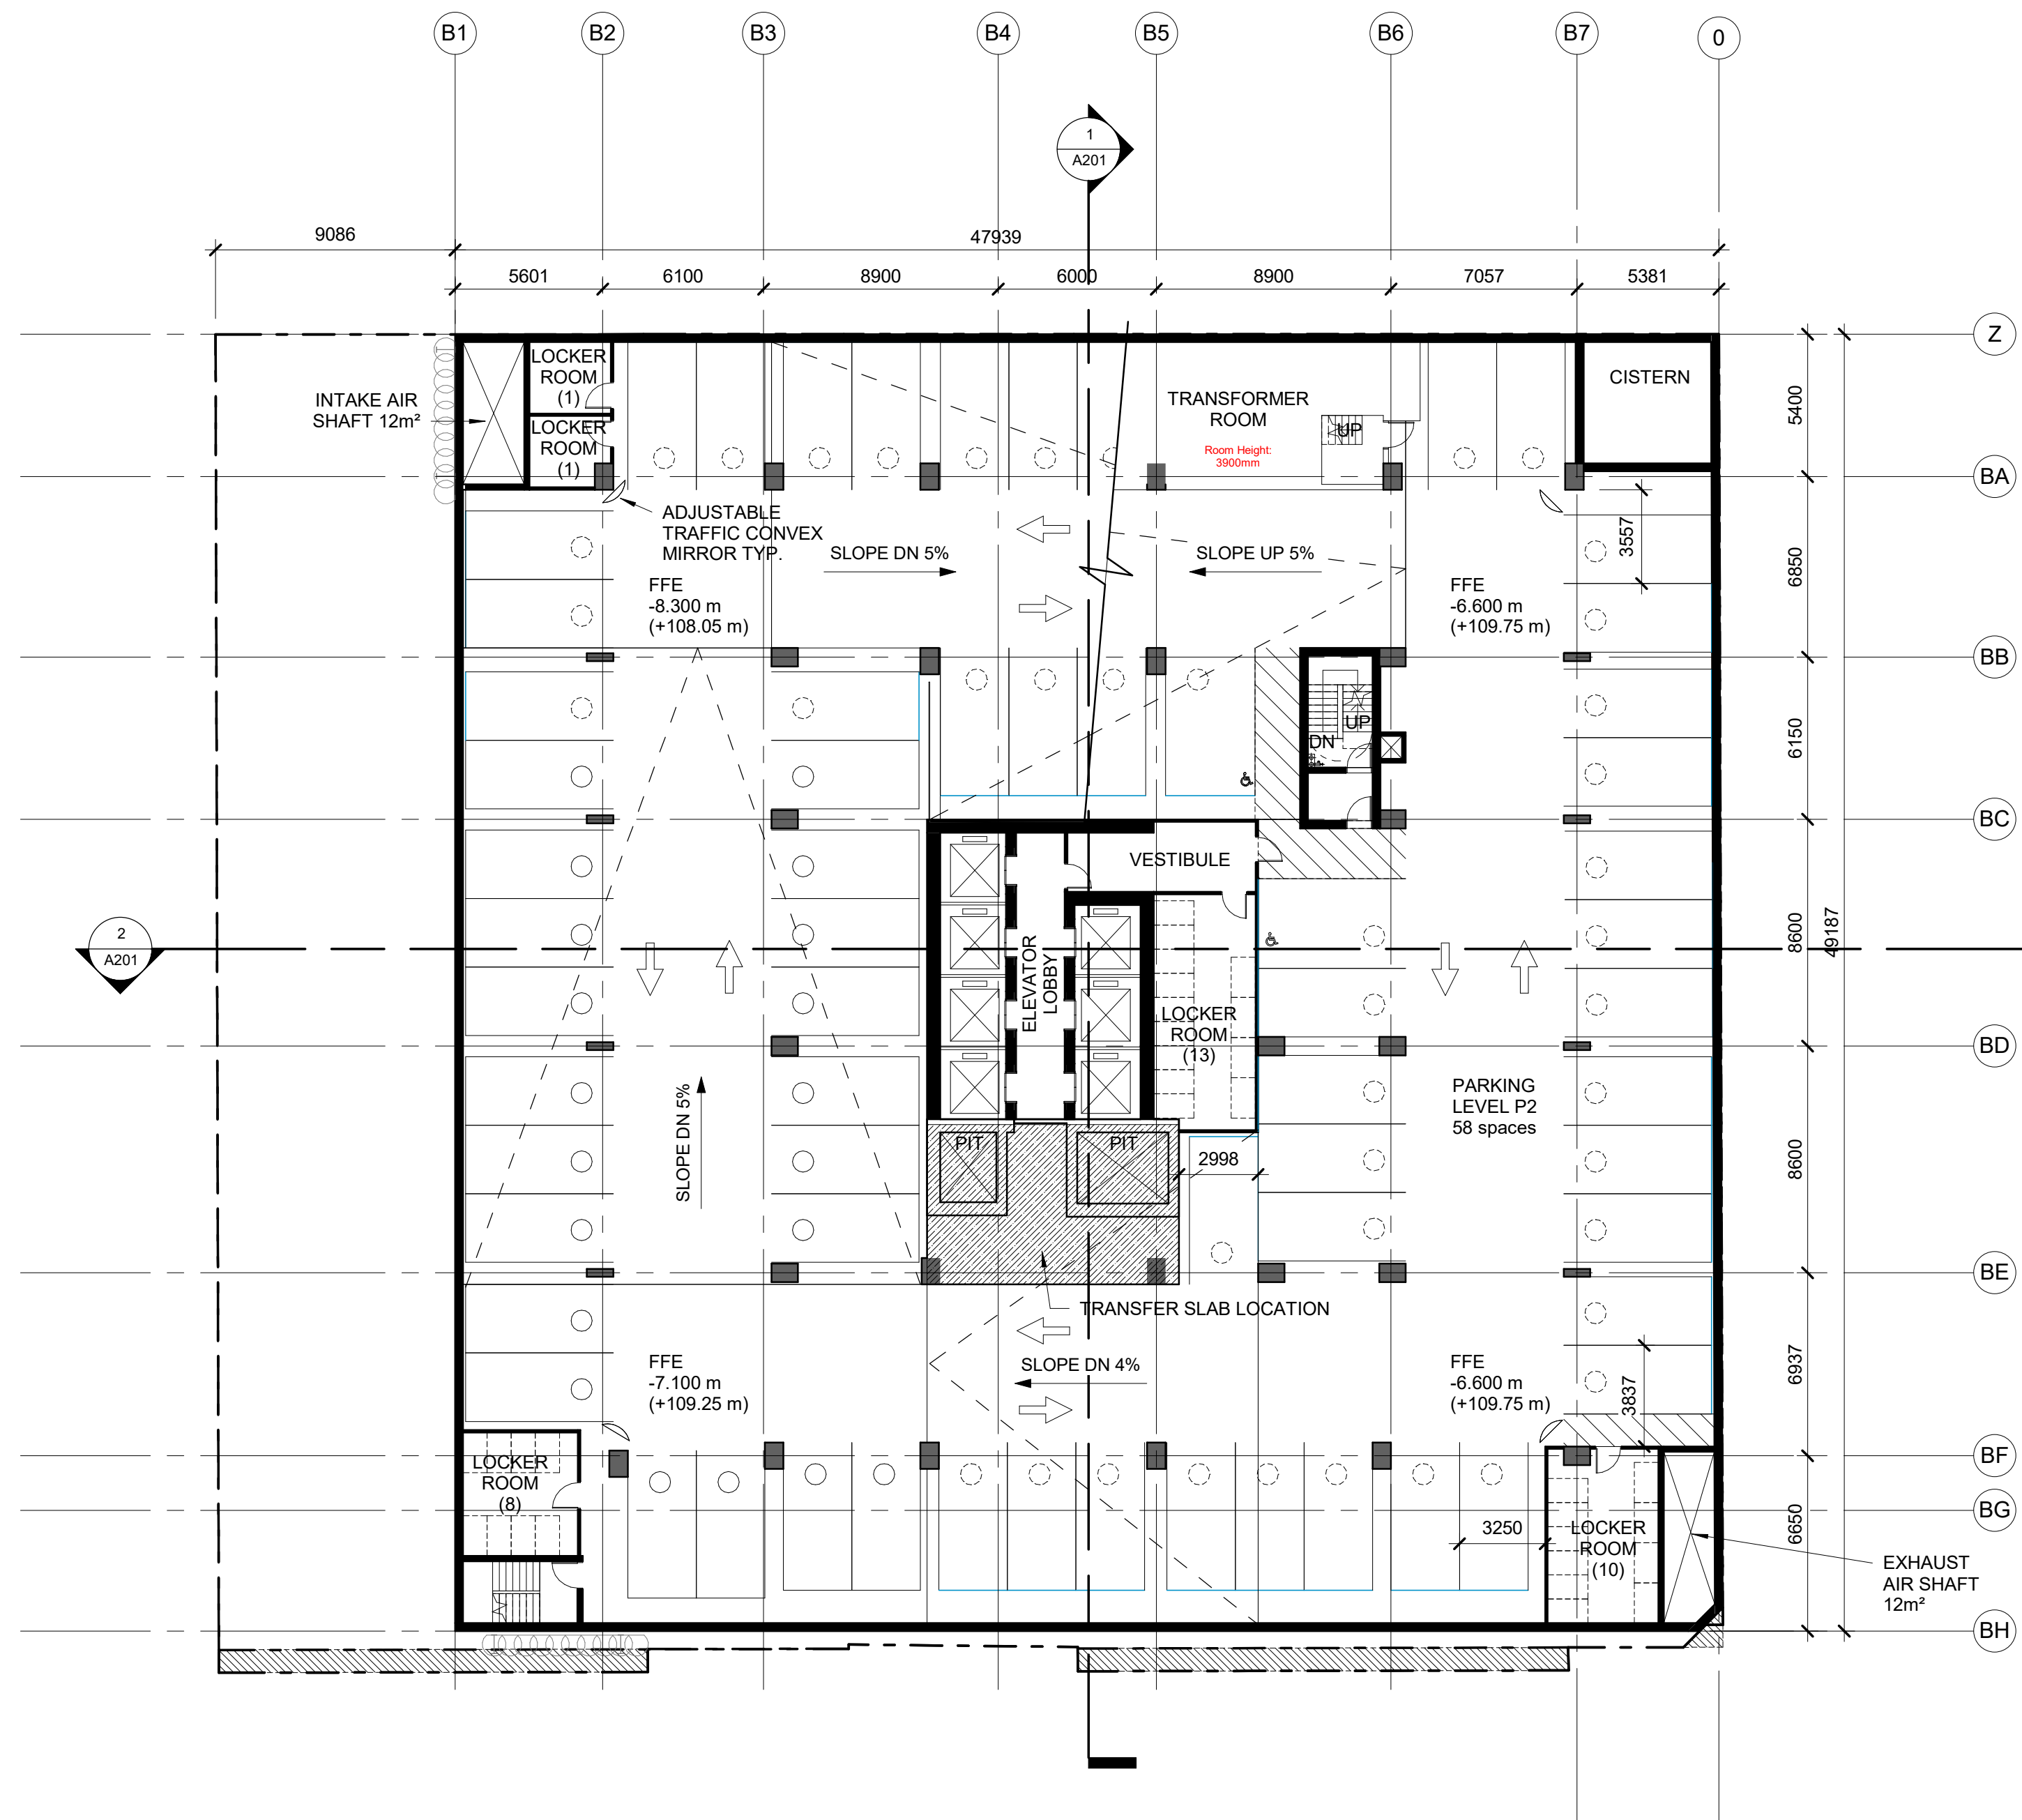 B1 B2 B3 B4 B5 B6 B7 0
1
A201
9086 47939
5601 6100 8900 6000 8900 7057 5381
Z
LOCKER
ROOM
(1)
LOCKER
ROOM
(1)
INTAKE AIR
SHAFT 12m²
TRANSFORMER
ROOM
Room Height:
3900mm
UP
CISTERN
5400
BA
ADJUSTABLE
TRAFFIC CONVEX
MIRROR TYP.
SLOPE DN 5%
SLOPE UP 5%
3557
6850
FFE
-8.300 m
(+108.05 m)
FFE
-6.600 m
(+109.75 m)
BB
UP
DN
6150
BC
VESTIBULE
2
A201
ELEVATOR
LOBBY
8600
49187
LOCKER
ROOM
(13)
BD
SLOPE DN 5%
PARKING
LEVEL P2
58 spaces
PIT
PIT
2998
8600
BE
TRANSFER SLAB LOCATION
FFE
-7.100 m
(+109.25 m)
SLOPE DN 4%
FFE
-6.600 m
(+109.75 m)
3837
6937
BF
LOCKER
ROOM
(8)
BG
3250
LOCKER
ROOM
(10)
6650
EXHAUST
AIR SHAFT
12m²
BH